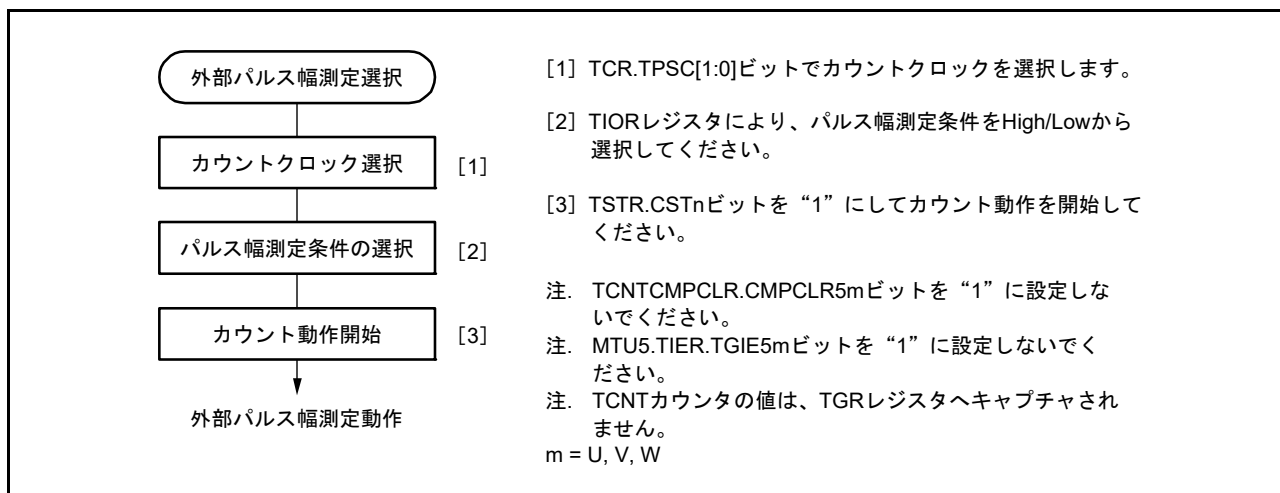 外部パルス幅測定選択
カウントクロック選択
[1]
パルス幅測定条件の選択
[2]
カウント動作開始
[3]
外部パルス幅測定動作
[1] TCR.TPSC[1:0]ビットでカウントクロックを選択します。
[2] TIORレジスタにより、パルス幅測定条件をHigh/Lowから
選択してください。
[3] TSTR.CSTnビットを“1”にしてカウント動作を開始して
ください。
注. TCNTCMPCLR.CMPCLR5mビットを“1”に設定しな
いでください。
注. MTU5.TIER.TGIE5mビットを“1”に設定しないでく
ださい。
注. TCNTカウンタの値は、TGRレジスタへキャプチャされ
ません。
m = U, V, W